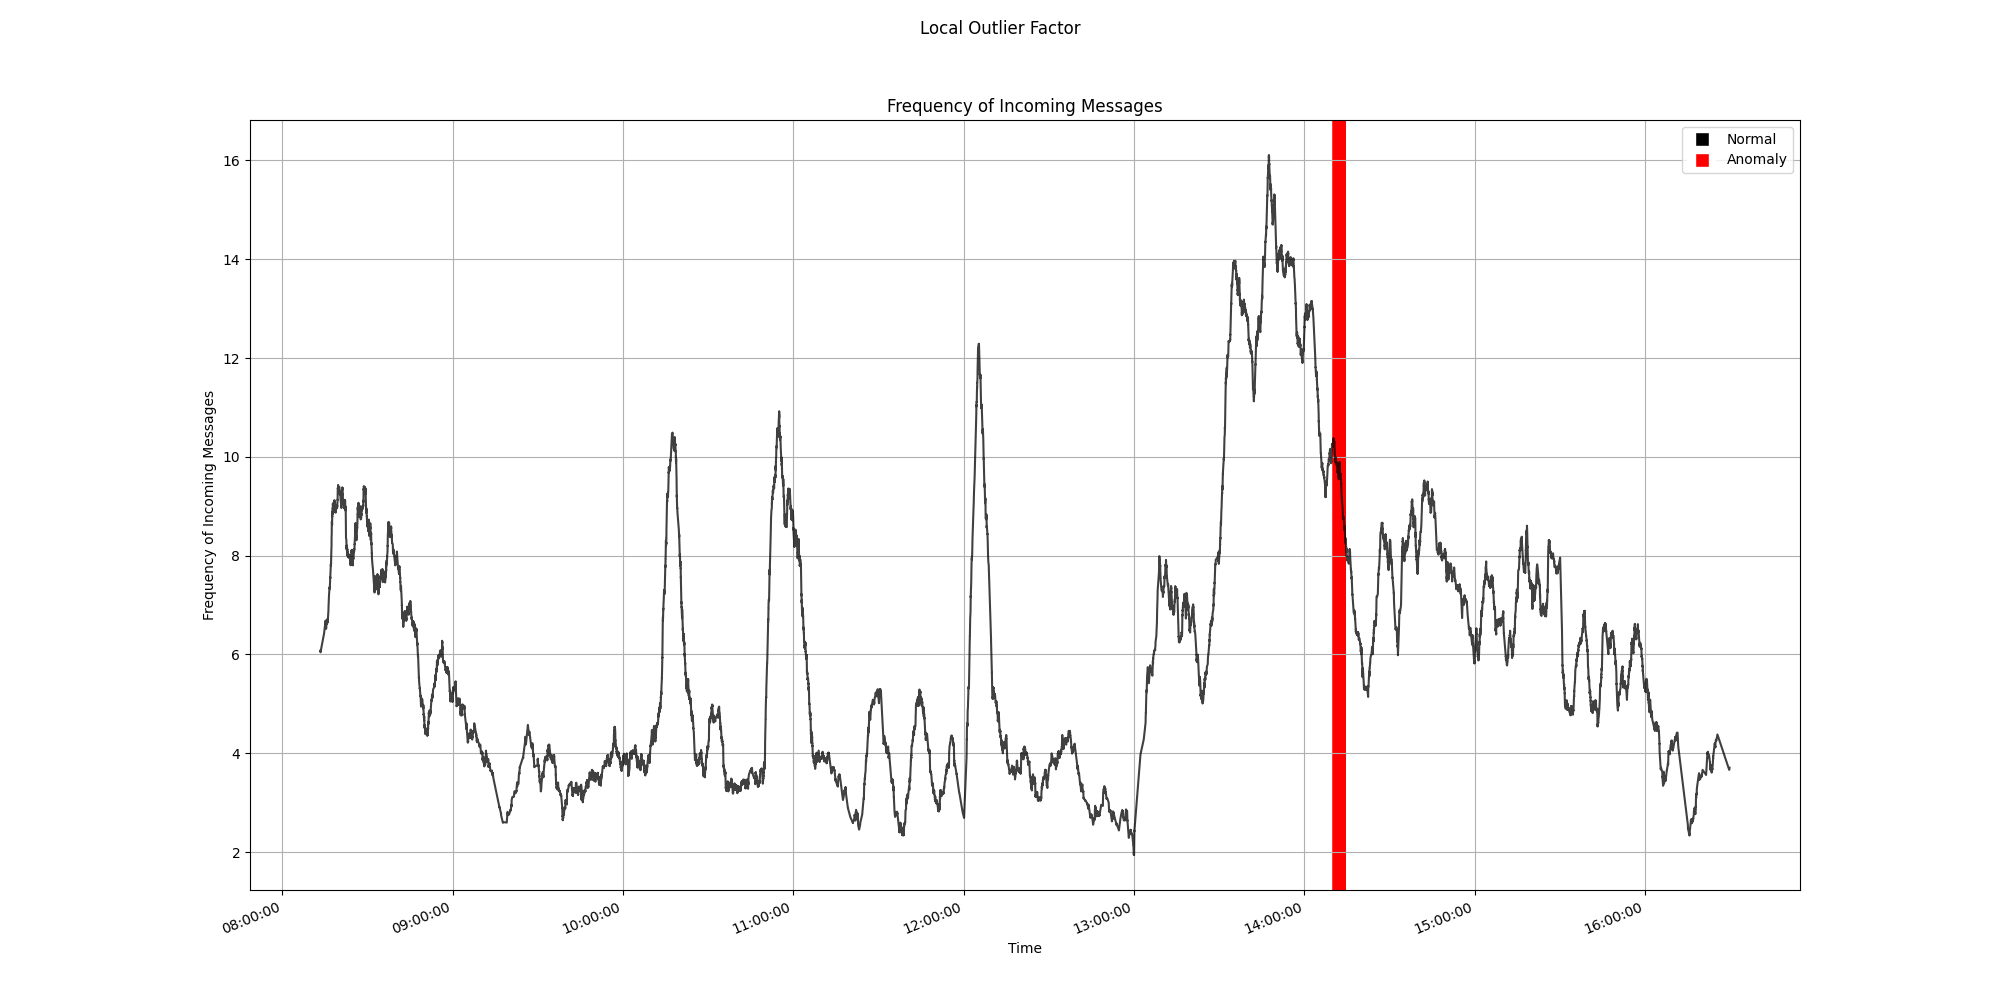 Local Outlier Factor
Frequency of Incoming Messages
Normal
Anomaly
16
14
12
10
8
6
4
2
Frequency of Incoming Messages
08:00:00
09:00:00
10:00:00
11:00:00
12:00:00
13:00:00
14:00:00
15:00:00
16:00:00
Time